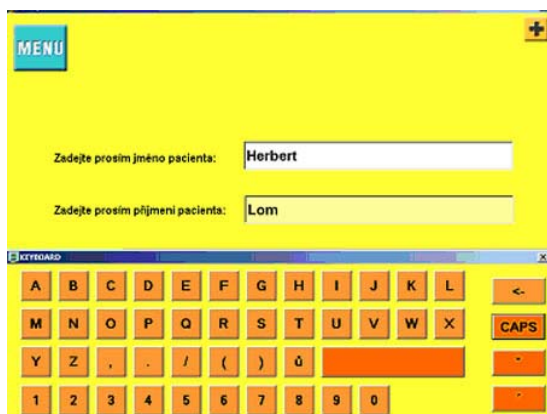 MENU
Zadejte prosím jméno pacienta: Herbert
Zadejte prosím příjmení pacienta: Lom
KEYBOARD
A B C D E F G H I J K L <-
M N O P Q R S T U V W X CAPS
Y Z , . / ( ) ů ˇ
1 2 3 4 5 6 7 8 9 0 ´